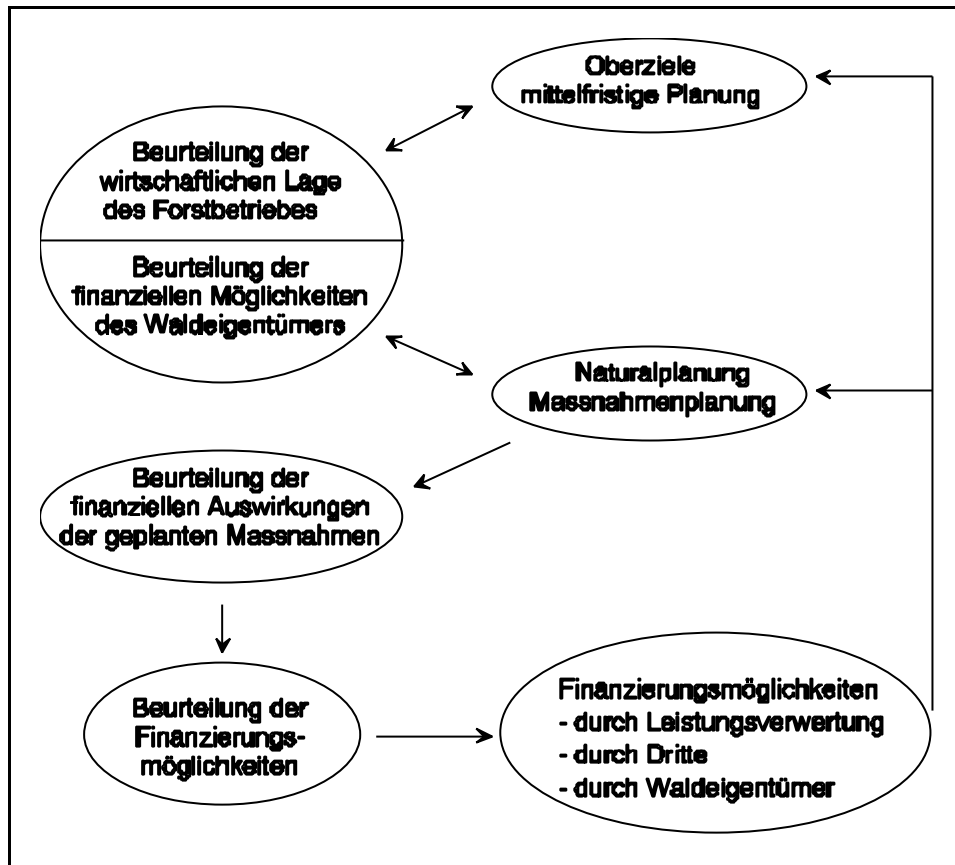 Oberziele
mittelfristige Planung
Beurteilung der
wirtschaftlichen Lage
des Forstbetriebes
Beurteilung der
finanziellen Möglichkeiten
des Waldeigentümers
Naturalplanung
Massnahmenplanung
Beurteilung der
finanziellen Auswirkungen
der geplanten Massnahmen
Beurteilung der
Finanzierungs-
möglichkeiten
Finanzierungsmöglichkeiten
- durch Leistungsverwertung
- durch Dritte
- durch Waldeigentümer